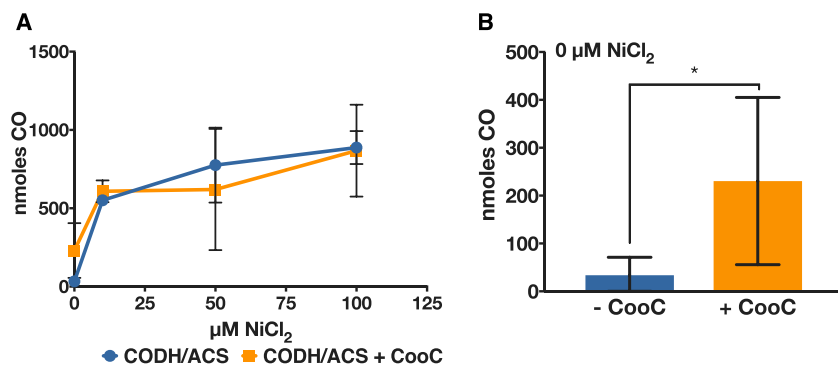 A
1500
1000
500
0
nmoles CO
0 25 50 75 100 125
µM NiCl₂
CODH/ACS CODH/ACS + CooC
B
500
400
300
200
100
0
nmoles CO
0 µM NiCl₂
*
- CooC + CooC